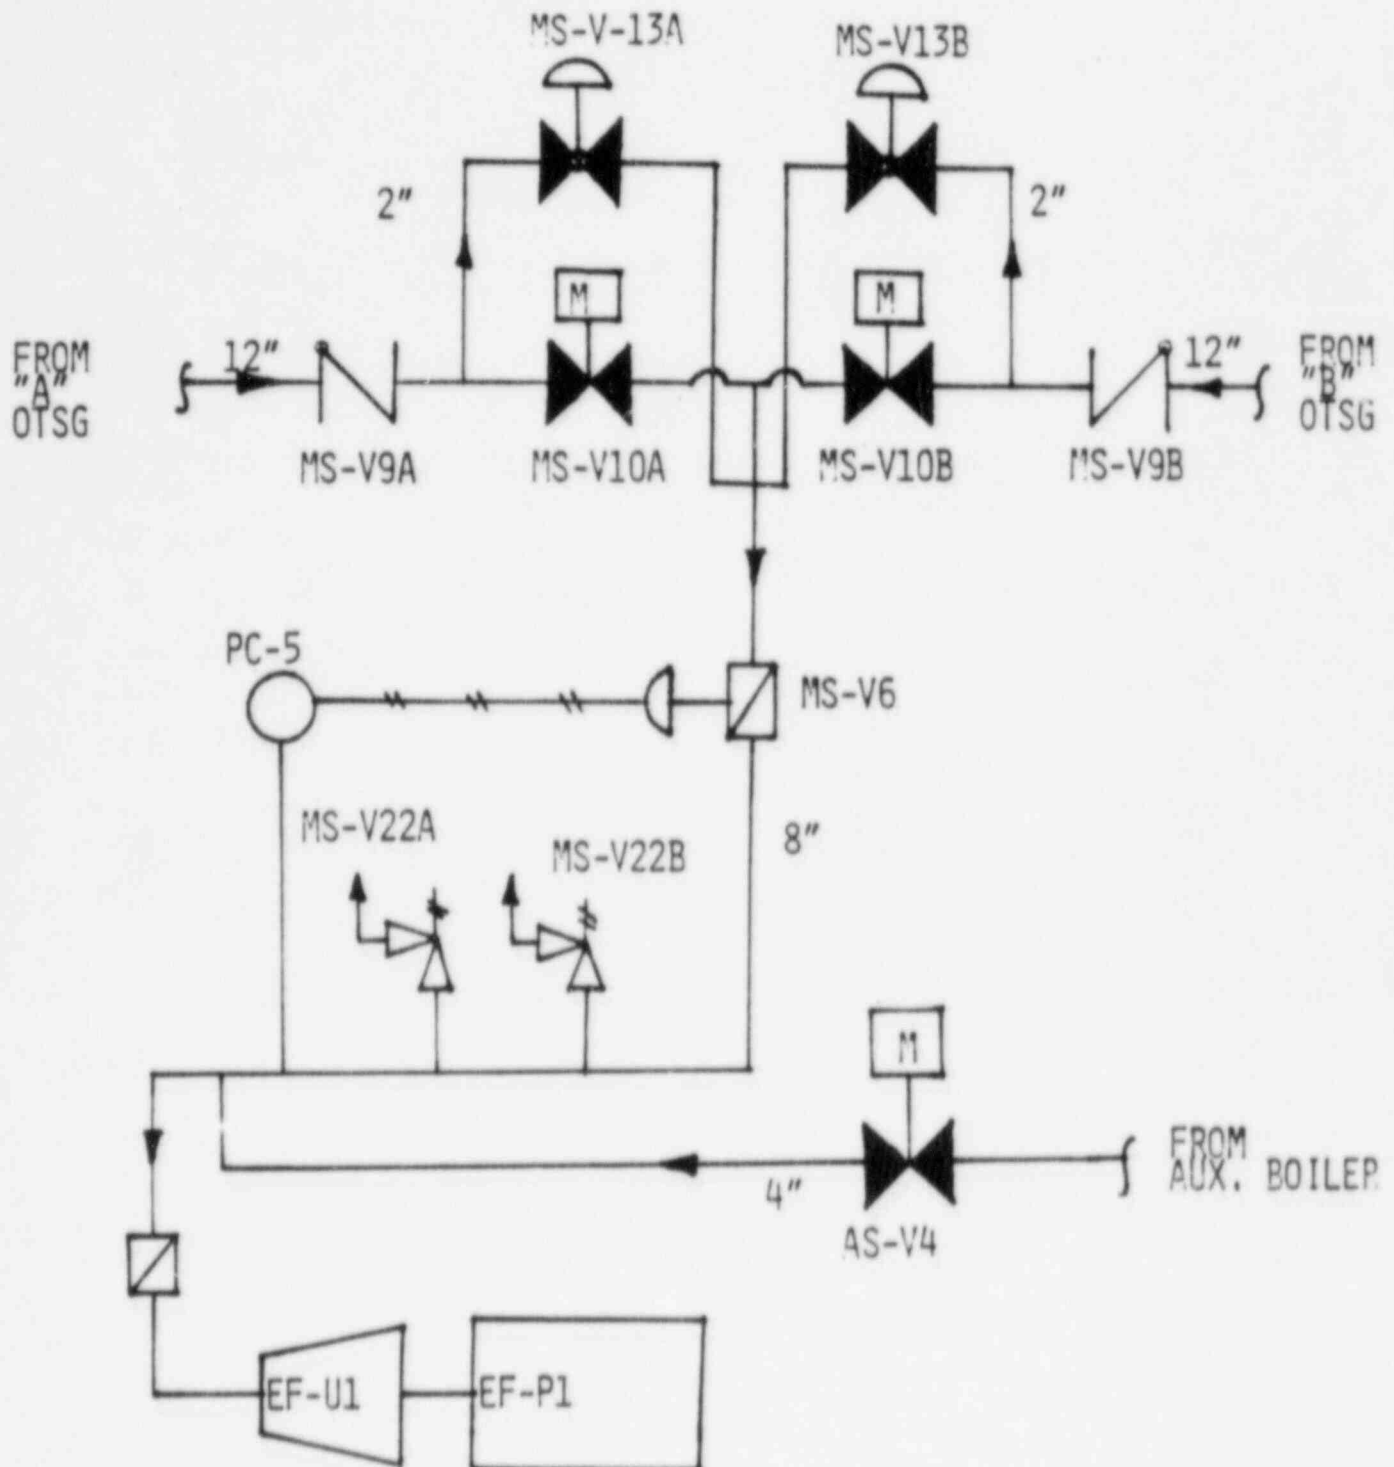 MS-V-13A
MS-V13B
2"
2"
M
M
FROM
"A"
OTSG
12"
12"
FROM
"B"
OTSG
MS-V9A
MS-V10A
MS-V10B
MS-V9B
PC-5
MS-V6
MS-V22A
MS-V22B
8"
M
FROM
AUX. BOILER
4"
AS-V4
EF-U1
EF-P1